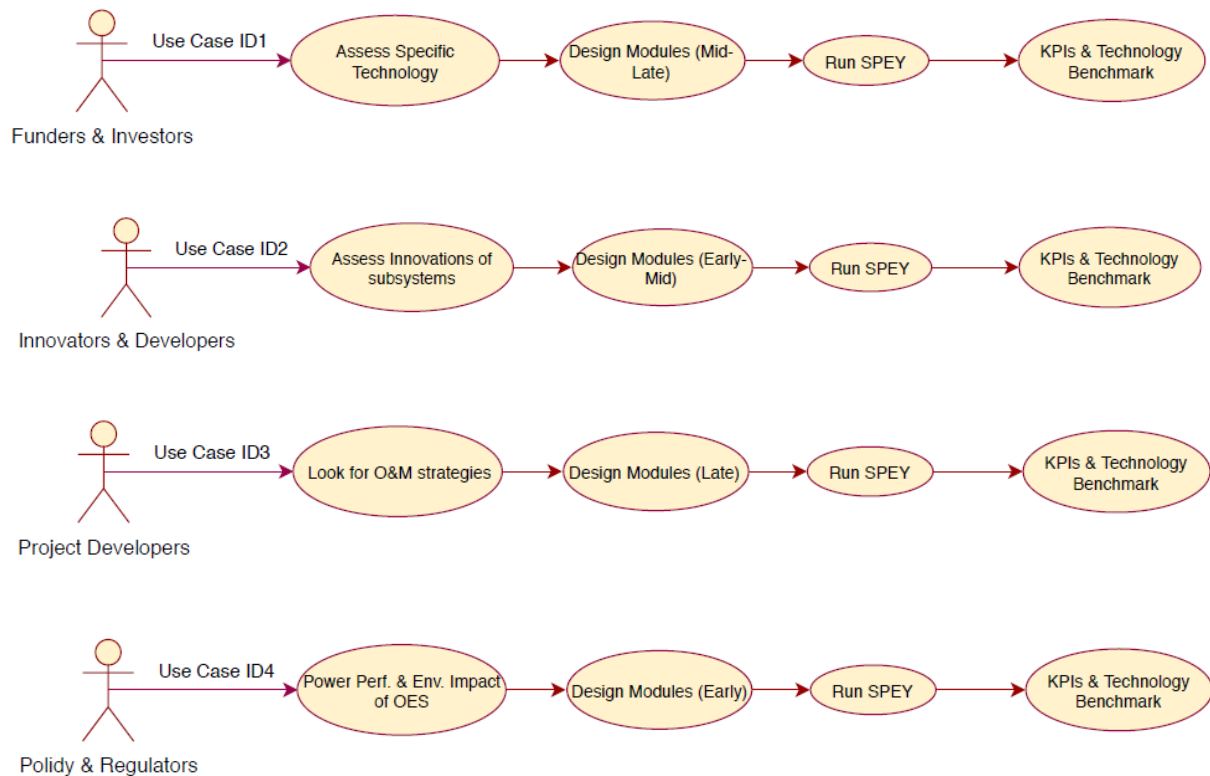 Use Case ID1
Assess Specific
Technology
Design Modules (Mid-
Late)
Run SPEY
KPIs & Technology
Benchmark
Funders & Investors
Use Case ID2
Assess Innovations of
subsystems
Design Modules (Early-
Mid)
Run SPEY
KPIs & Technology
Benchmark
Innovators & Developers
Use Case ID3
Look for O&M strategies
Design Modules (Late)
Run SPEY
KPIs & Technology
Benchmark
Project Developers
Use Case ID4
Power Perf. & Env. Impact
of OES
Design Modules (Early)
Run SPEY
KPIs & Technology
Benchmark
Polidy & Regulators